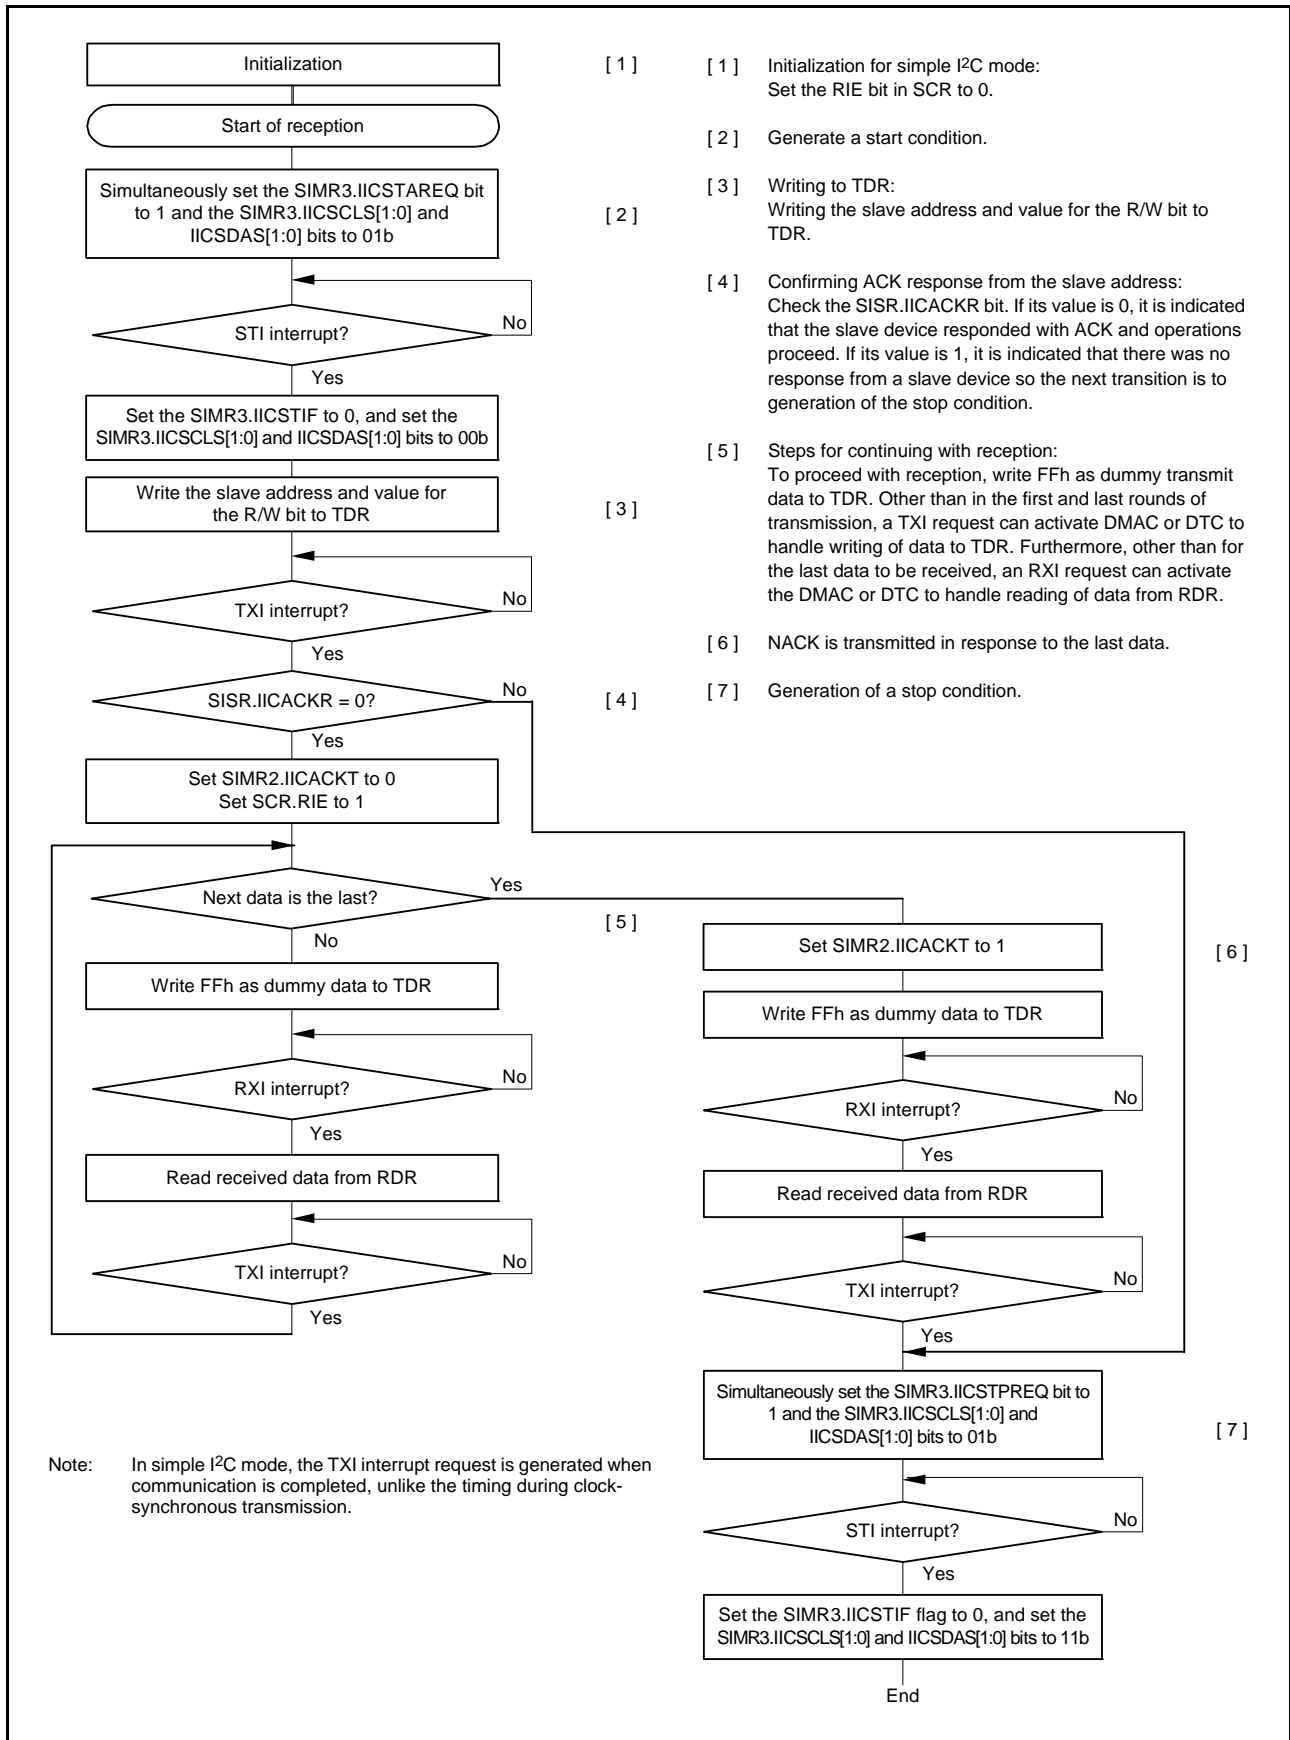 Initialization
[ 1 ]
Start of reception
Simultaneously set the SIMR3.IICSTAREQ bit
to 1 and the SIMR3.IICSCLS[1:0] and
IICSDAS[1:0] bits to 01b
[ 2 ]
STI interrupt?
No
Yes
Set the SIMR3.IICSTIF to 0, and set the
SIMR3.IICSCLS[1:0] and IICSDAS[1:0] bits to 00b
Write the slave address and value for
the R/W bit to TDR
[ 3 ]
TXI interrupt?
No
Yes
SISR.IICACKR = 0?
No
[ 4 ]
Yes
Set SIMR2.IICACKT to 0
Set SCR.RIE to 1
Next data is the last?
Yes
[ 5 ]
No
Write FFh as dummy data to TDR
RXI interrupt?
No
Yes
Read received data from RDR
TXI interrupt?
No
Yes
[ 1 ] Initialization for simple I2C mode:
Set the RIE bit in SCR to 0.
[ 2 ] Generate a start condition.
[ 3 ] Writing to TDR:
Writing the slave address and value for the R/W bit to
TDR.
[ 4 ] Confirming ACK response from the slave address:
Check the SISR.IICACKR bit. If its value is 0, it is indicated
that the slave device responded with ACK and operations
proceed. If its value is 1, it is indicated that there was no
response from a slave device so the next transition is to
generation of the stop condition.
[ 5 ] Steps for continuing with reception:
To proceed with reception, write FFh as dummy transmit
data to TDR. Other than in the first and last rounds of
transmission, a TXI request can activate DMAC or DTC to
handle writing of data to TDR. Furthermore, other than for
the last data to be received, an RXI request can activate
the DMAC or DTC to handle reading of data from RDR.
[ 6 ] NACK is transmitted in response to the last data.
[ 7 ] Generation of a stop condition.
Set SIMR2.IICACKT to 1
[ 6 ]
Write FFh as dummy data to TDR
RXI interrupt?
No
Yes
Read received data from RDR
TXI interrupt?
No
Yes
Simultaneously set the SIMR3.IICSTPREQ bit to
1 and the SIMR3.IICSCLS[1:0] and
IICSDAS[1:0] bits to 01b
[ 7 ]
STI interrupt?
No
Yes
Set the SIMR3.IICSTIF flag to 0, and set the
SIMR3.IICSCLS[1:0] and IICSDAS[1:0] bits to 11b
End
Note: In simple I2C mode, the TXI interrupt request is generated when
communication is completed, unlike the timing during clock-
synchronous transmission.